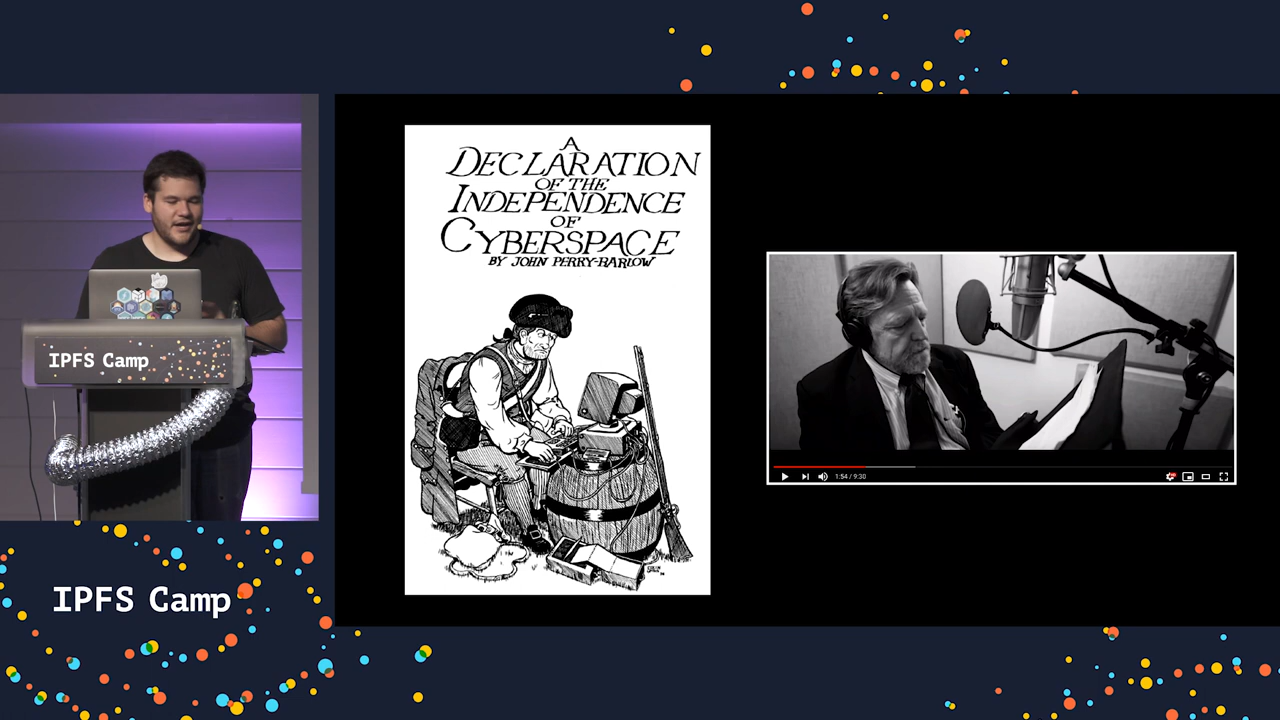 A
DECLARATION
OF THE
INDEPENDENCE
OF
CYBERSPACE
BY JOHN PERRY-BARLOW
IPFS Camp
1:54 / 9:30
IPFS Camp